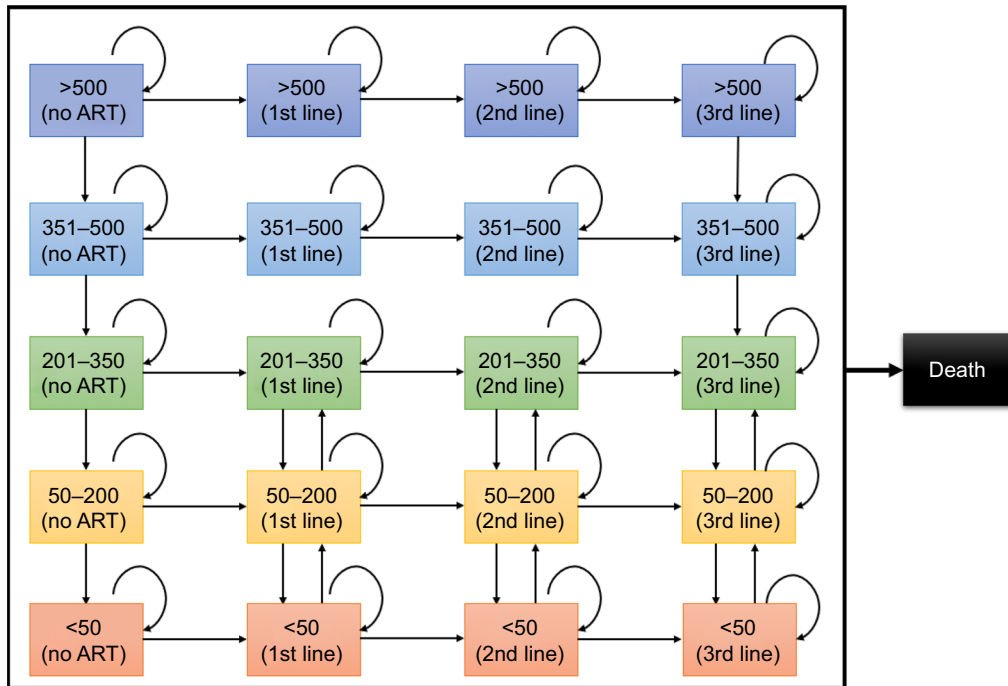 >500
(no ART)
>500
(1st line)
>500
(2nd line)
>500
(3rd line)
351–500
(no ART)
351–500
(1st line)
351–500
(2nd line)
351–500
(3rd line)
201–350
(no ART)
201–350
(1st line)
201–350
(2nd line)
201–350
(3rd line)
Death
50–200
(no ART)
50–200
(1st line)
50–200
(2nd line)
50–200
(3rd line)
<50
(no ART)
<50
(1st line)
<50
(2nd line)
<50
(3rd line)